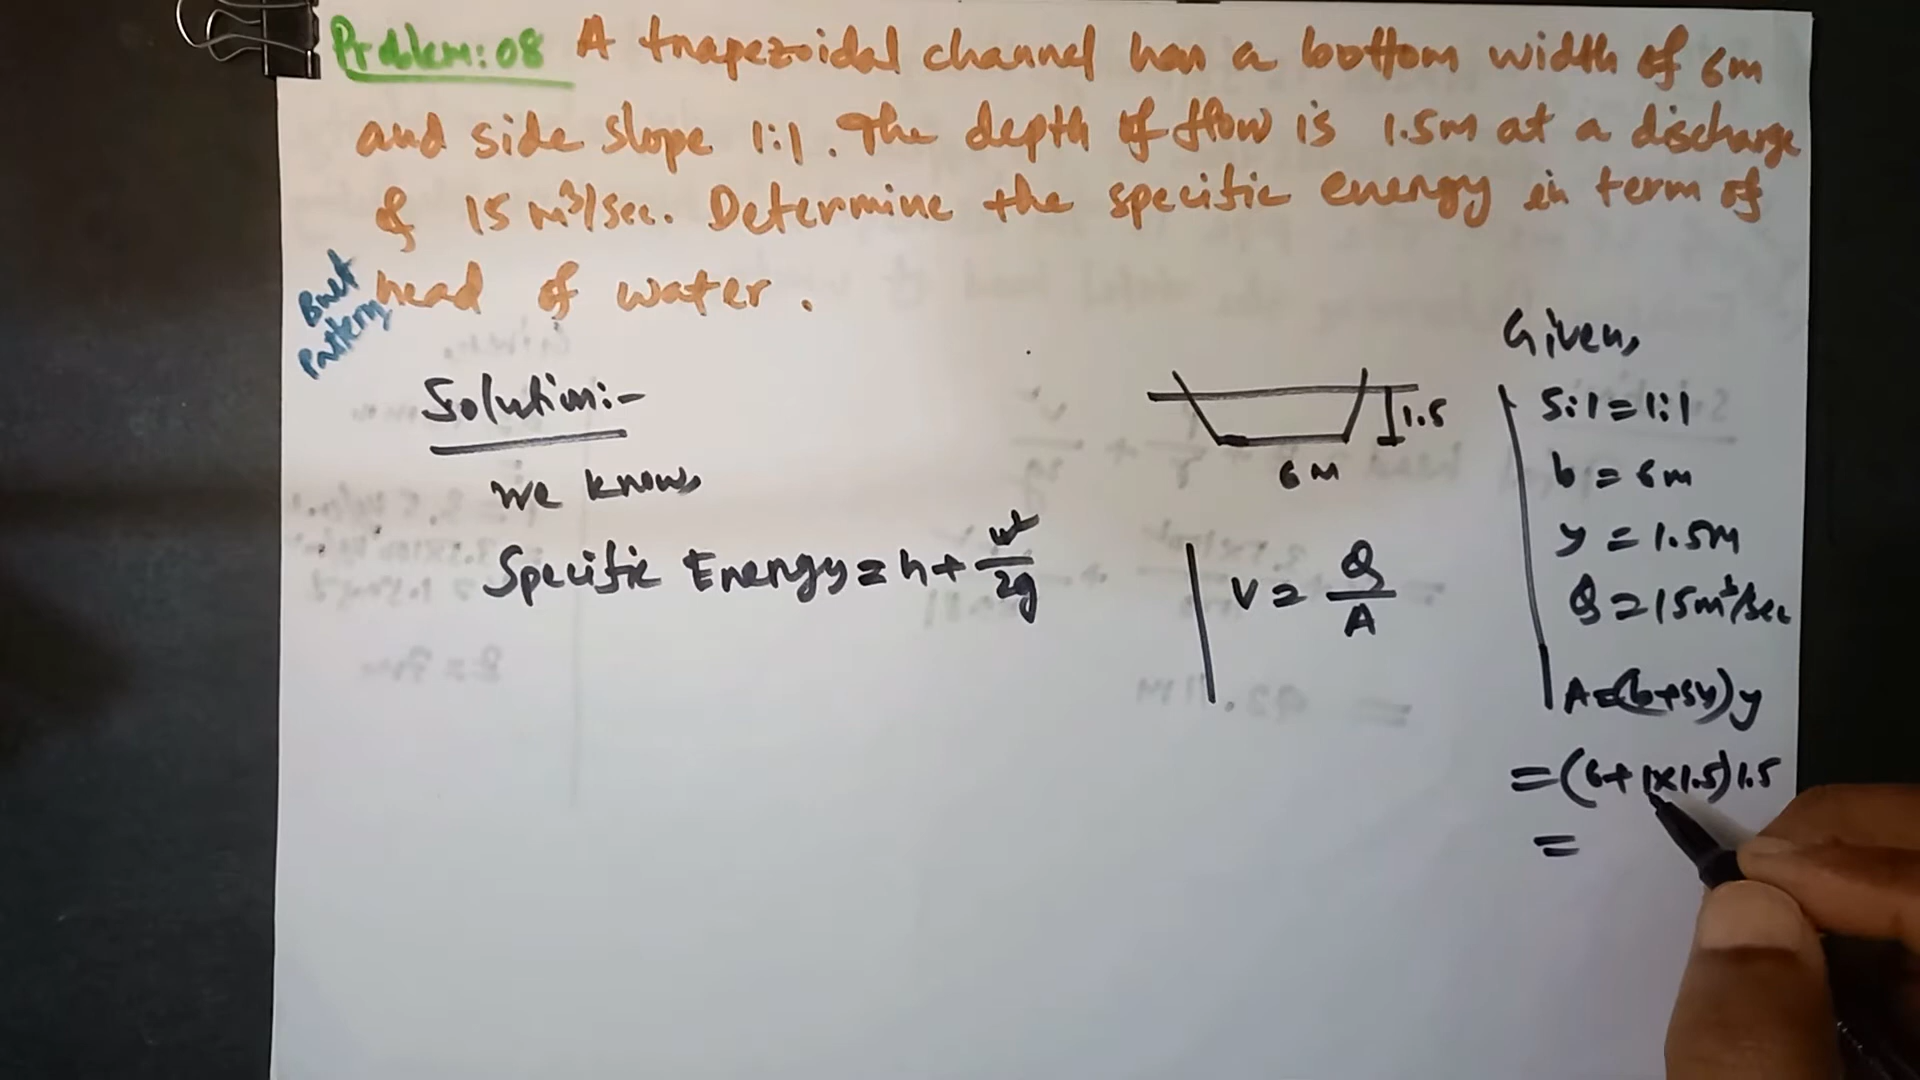 Problem: 08 A trapezoidal channel has a bottom width of 6m
and side slope 1:1. The depth of flow is 1.5m at a discharge
of 15 m³/sec. Determine the specific energy in term of
head of water.
Buet
Pattern
Solution:-
We know,
Specific Energy = h + v²/2g
1.5
6 m
V = Q/A
Given,
S:1 = 1:1
b = 6m
y = 1.5m
Q = 15m³/sec
A = (b+sy)y
= (6+1×1.5)1.5
=